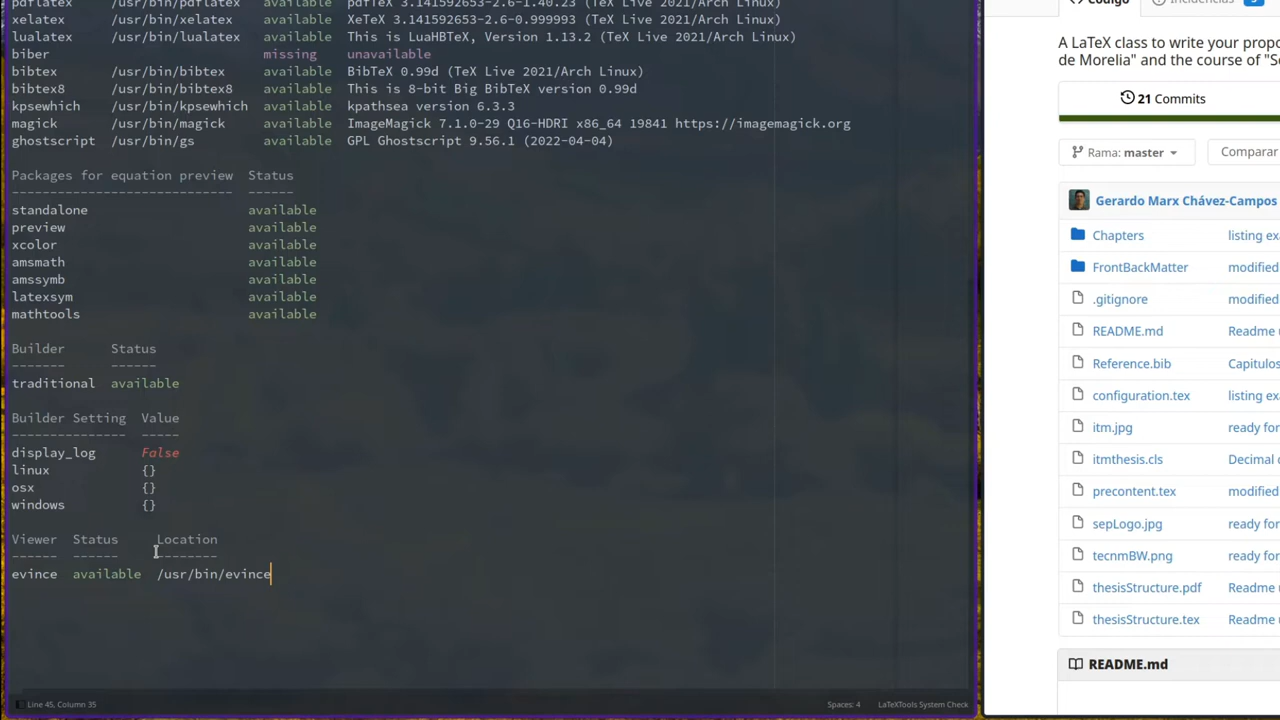 pdflatex /usr/bin/pdflatex available pdfTeX 3.141592653-2.6-1.40.23 (TeX Live 2021/Arch Linux)
xelatex /usr/bin/xelatex available XeTeX 3.141592653-2.6-0.999993 (TeX Live 2021/Arch Linux)
lualatex /usr/bin/lualatex available This is LuaHBTeX, Version 1.13.2 (TeX Live 2021/Arch Linux)
biber missing unavailable
bibtex /usr/bin/bibtex available BibTeX 0.99d (TeX Live 2021/Arch Linux)
bibtex8 /usr/bin/bibtex8 available This is 8-bit Big BibTeX version 0.99d
kpsewhich /usr/bin/kpsewhich available kpathsea version 6.3.3
magick /usr/bin/magick available ImageMagick 7.1.0-29 Q16-HDRI x86_64 19841 https://imagemagick.org
ghostscript /usr/bin/gs available GPL Ghostscript 9.56.1 (2022-04-04)
Packages for equation preview Status
----------------------------- ------
standalone available
preview available
xcolor available
amsmath available
amssymb available
latexsym available
mathtools available
Builder Status
------- ------
traditional available
Builder Setting Value
--------------- -----
display_log False
linux {}
osx {}
windows {}
Viewer Status Location
------ ------ --------
evince available /usr/bin/evince
Line 45, Column 35
Spaces: 4
LaTeXTools System Check
<> Código
Incidencias
A LaTeX class to write your propo
de Morelia" and the course of "Se
21 Commits
Rama: master
Comparar
Gerardo Marx Chávez-Campos
Chapters listing exa
FrontBackMatter modified
.gitignore modified
README.md Readme u
Reference.bib Capitulos
configuration.tex listing exa
itm.jpg ready for
itmthesis.cls Decimal c
precontent.tex modified
sepLogo.jpg ready for
tecnmBW.png ready for
thesisStructure.pdf Readme u
thesisStructure.tex Readme u
README.md